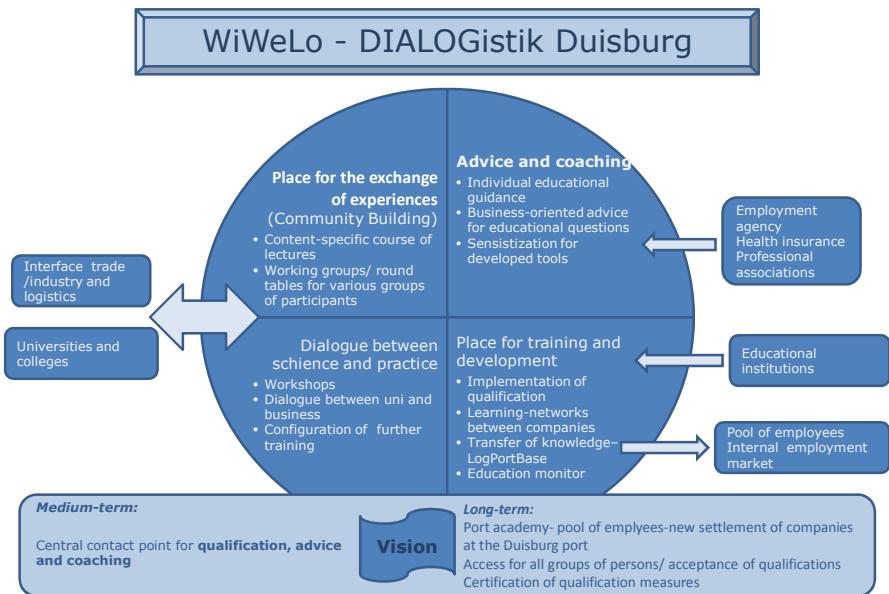 WiWeLo - DIALOGistik Duisburg
Place for the exchange
of experiences
(Community Building)
• Content-specific course of
lectures
• Working groups/ round
tables for various groups
of participants
Advice and coaching
• Individual educational
guidance
• Business-oriented advice
for educational questions
• Sensistization for
developed tools
Interface trade
/industry and
logistics
Universities and
colleges
Employment
agency
Health insurance
Professional
associations
Dialogue between
schience and practice
• Workshops
• Dialogue between uni and
business
• Configuration of further
training
Place for training and
development
• Implementation of
qualification
• Learning-networks
between companies
• Transfer of knowledge–
LogPortBase
• Education monitor
Educational
institutions
Pool of employees
Internal employment
market
Medium-term:
Central contact point for qualification, advice
and coaching
Vision
Long-term:
Port academy- pool of emplyees-new settlement of companies
at the Duisburg port
Access for all groups of persons/ acceptance of qualifications
Certification of qualification measures